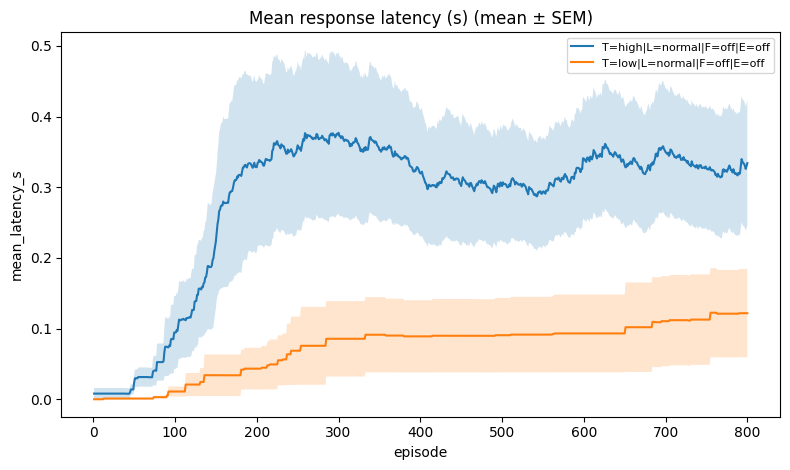 Mean response latency (s) (mean ± SEM)
T=high|L=normal|F=off|E=off
T=low|L=normal|F=off|E=off
mean_latency_s
0.5
0.4
0.3
0.2
0.1
0.0
0 100 200 300 400 500 600 700 800
episode